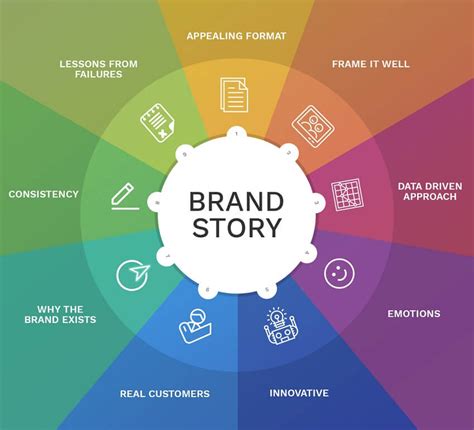 APPEALING FORMAT
LESSONS FROM
FAILURES
FRAME IT WELL
CONSISTENCY
BRAND
STORY
DATA DRIVEN
APPROACH
WHY THE
BRAND EXISTS
EMOTIONS
REAL CUSTOMERS
INNOVATIVE
1